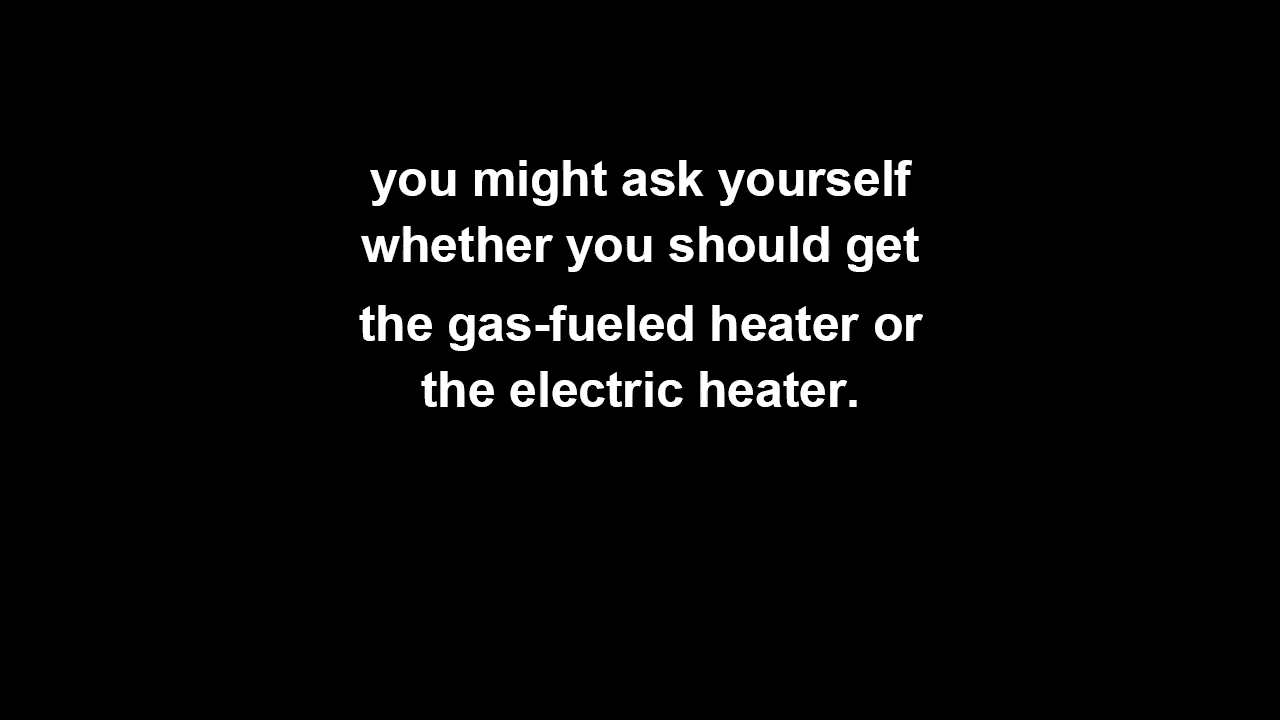 you might ask yourself
whether you should get
the gas-fueled heater or
the electric heater.